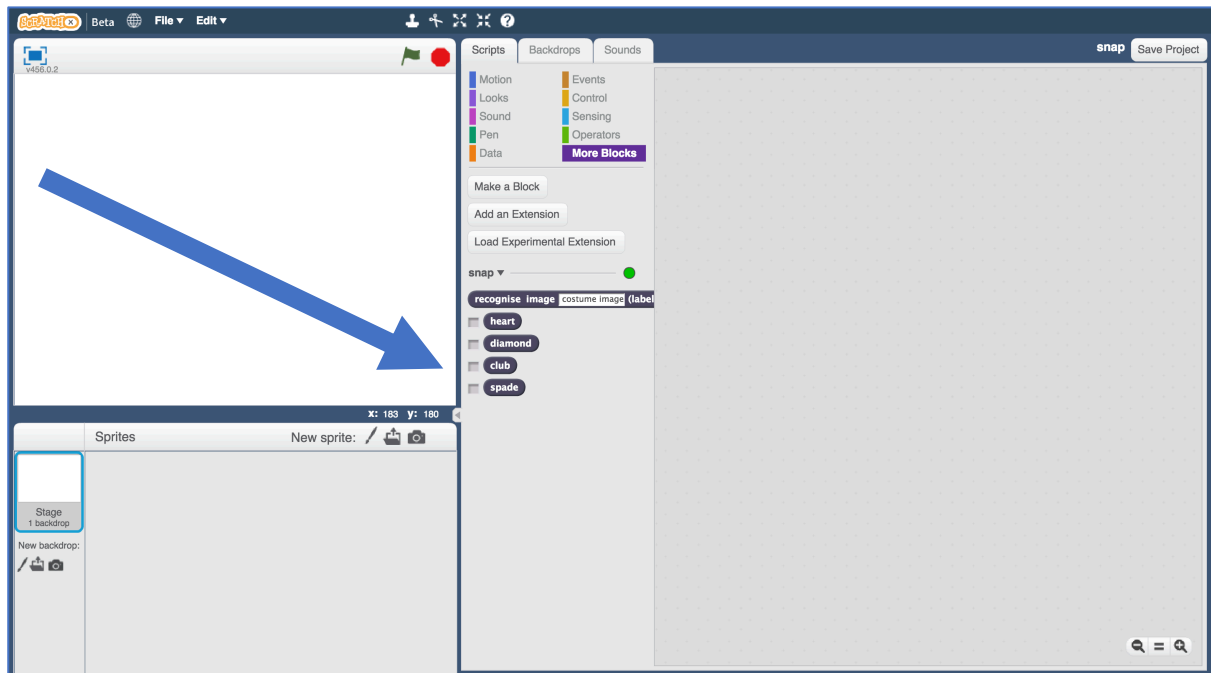 SCRATCHX Beta File Edit
v456.0.2
Scripts Backdrops Sounds
snap Save Project
Motion Events
Looks Control
Sound Sensing
Pen Operators
Data More Blocks
Make a Block
Add an Extension
Load Experimental Extension
snap
recognise image costume image (label
heart
diamond
club
spade
x: 183 y: 180
Sprites New sprite:
Stage
1 backdrop
New backdrop: